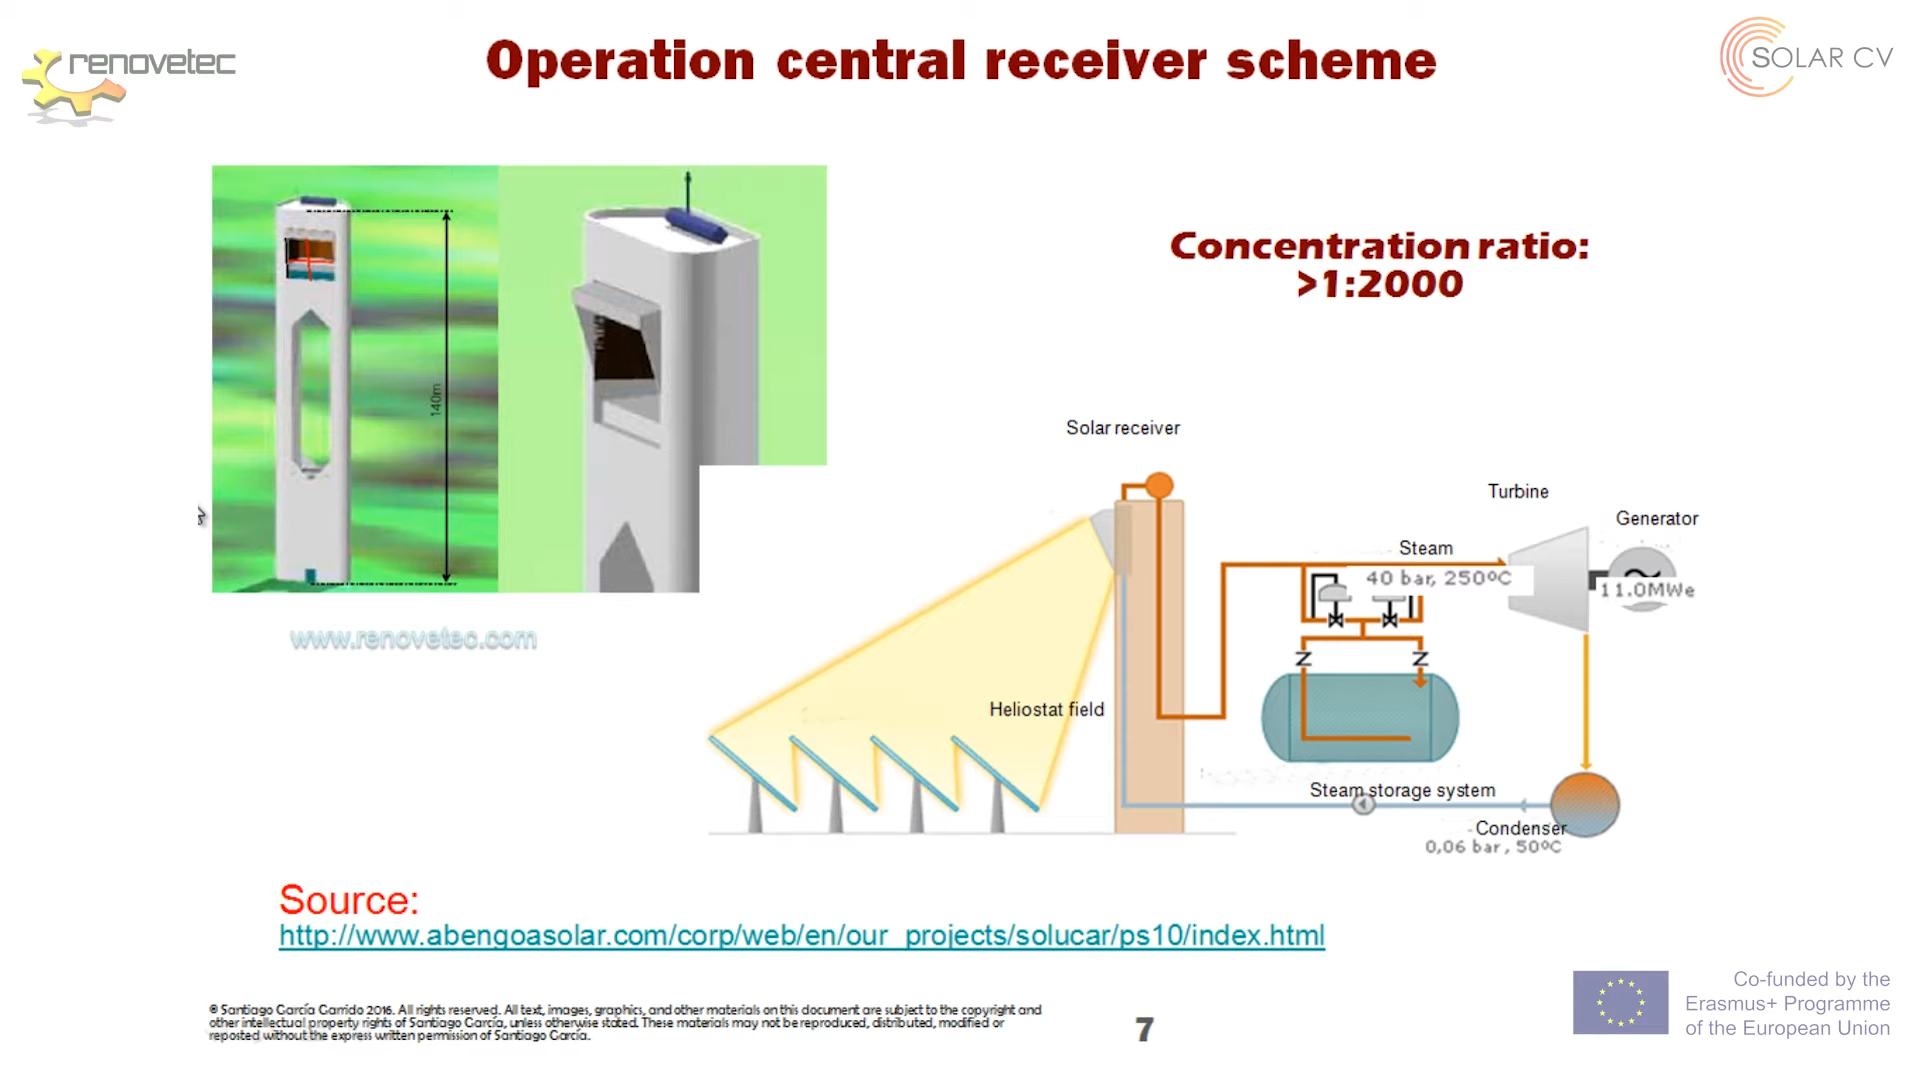 renovetec
Operation central receiver scheme
SOLAR CV
140m
www.renovetec.com
Concentration ratio:
>1:2000
Solar receiver
Turbine
Generator
Steam
40 bar, 250ºC
11.0MWe
Heliostat field
Steam storage system
Condenser
0,06 bar, 50ºC
Source:
http://www.abengoasolar.com/corp/web/en/our_projects/solucar/ps10/index.html
® Santiago García Garrido 2016. All rights reserved. All text, images, graphics, and other materials on this document are subject to the copyright and
other intellectual property rights of Santiago García, unless otherwise stated. These materials may not be reproduced, distributed, modified or
reposted without the express written permission of Santiago García.
7
Co-funded by the
Erasmus+ Programme
of the European Union